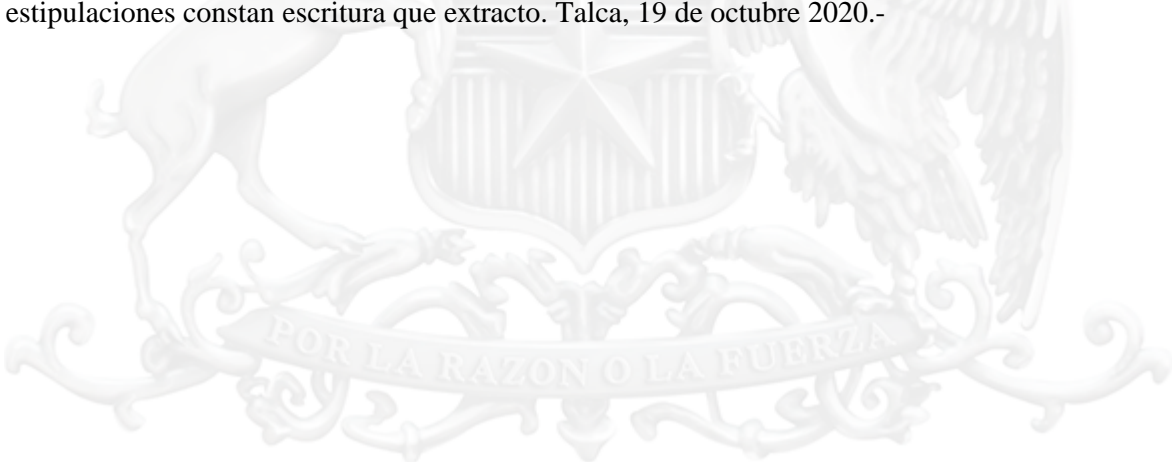 estipulaciones constan escritura que extracto. Talca, 19 de octubre 2020.-
POR LA RAZON O LA FUERZA